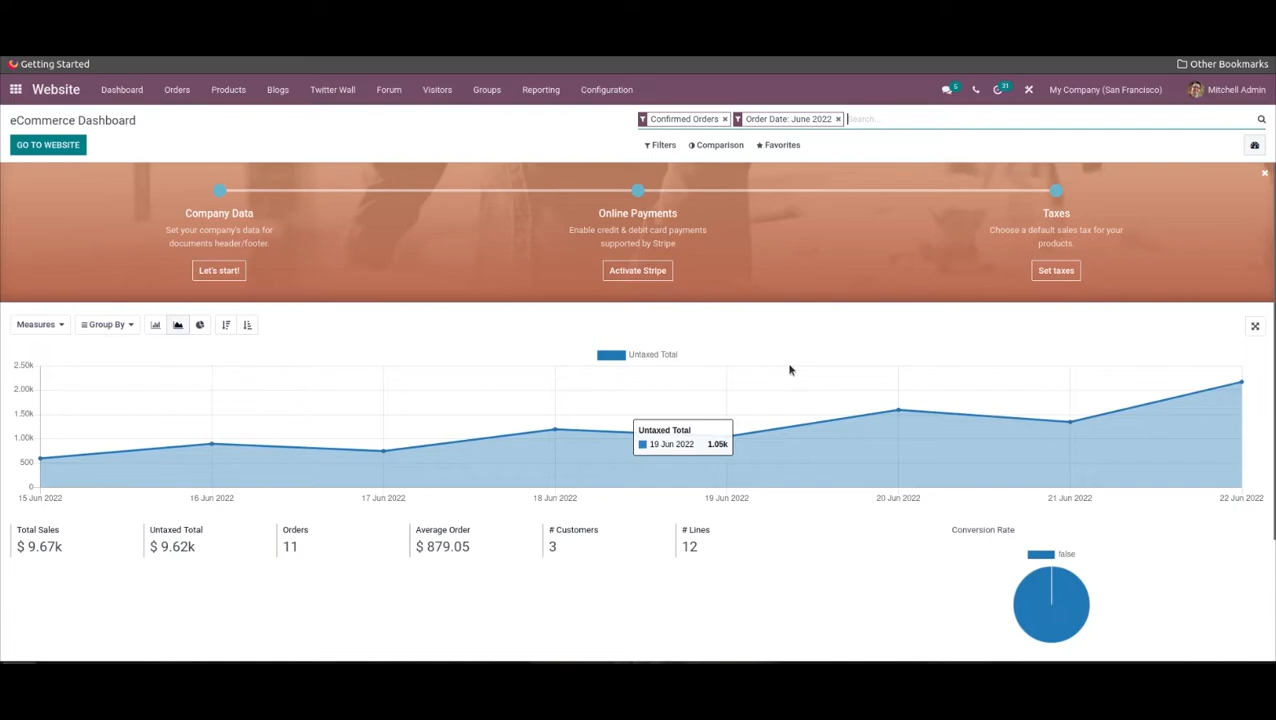 Getting Started
Other Bookmarks
Website Dashboard Orders Products Blogs Twitter Wall Forum Visitors Groups Reporting Configuration 5 31 My Company (San Francisco) Mitchell Admin
eCommerce Dashboard
Confirmed Orders × Order Date: June 2022 × Search...
GO TO WEBSITE
Filters Comparison Favorites
Company Data
Set your company's data for
documents header/footer.
Let's start!
Online Payments
Enable credit & debit card payments
supported by Stripe
Activate Stripe
Taxes
Choose a default sales tax for your
products.
Set taxes
Measures Group By
Untaxed Total
2.50k
2.00k
1.50k
1.00k
500
0
Untaxed Total
19 Jun 2022 1.05k
15 Jun 2022 16 Jun 2022 17 Jun 2022 18 Jun 2022 19 Jun 2022 20 Jun 2022 21 Jun 2022 22 Jun 2022
Total Sales
$ 9.67k
Untaxed Total
$ 9.62k
Orders
11
Average Order
$ 879.05
# Customers
3
# Lines
12
Conversion Rate
false